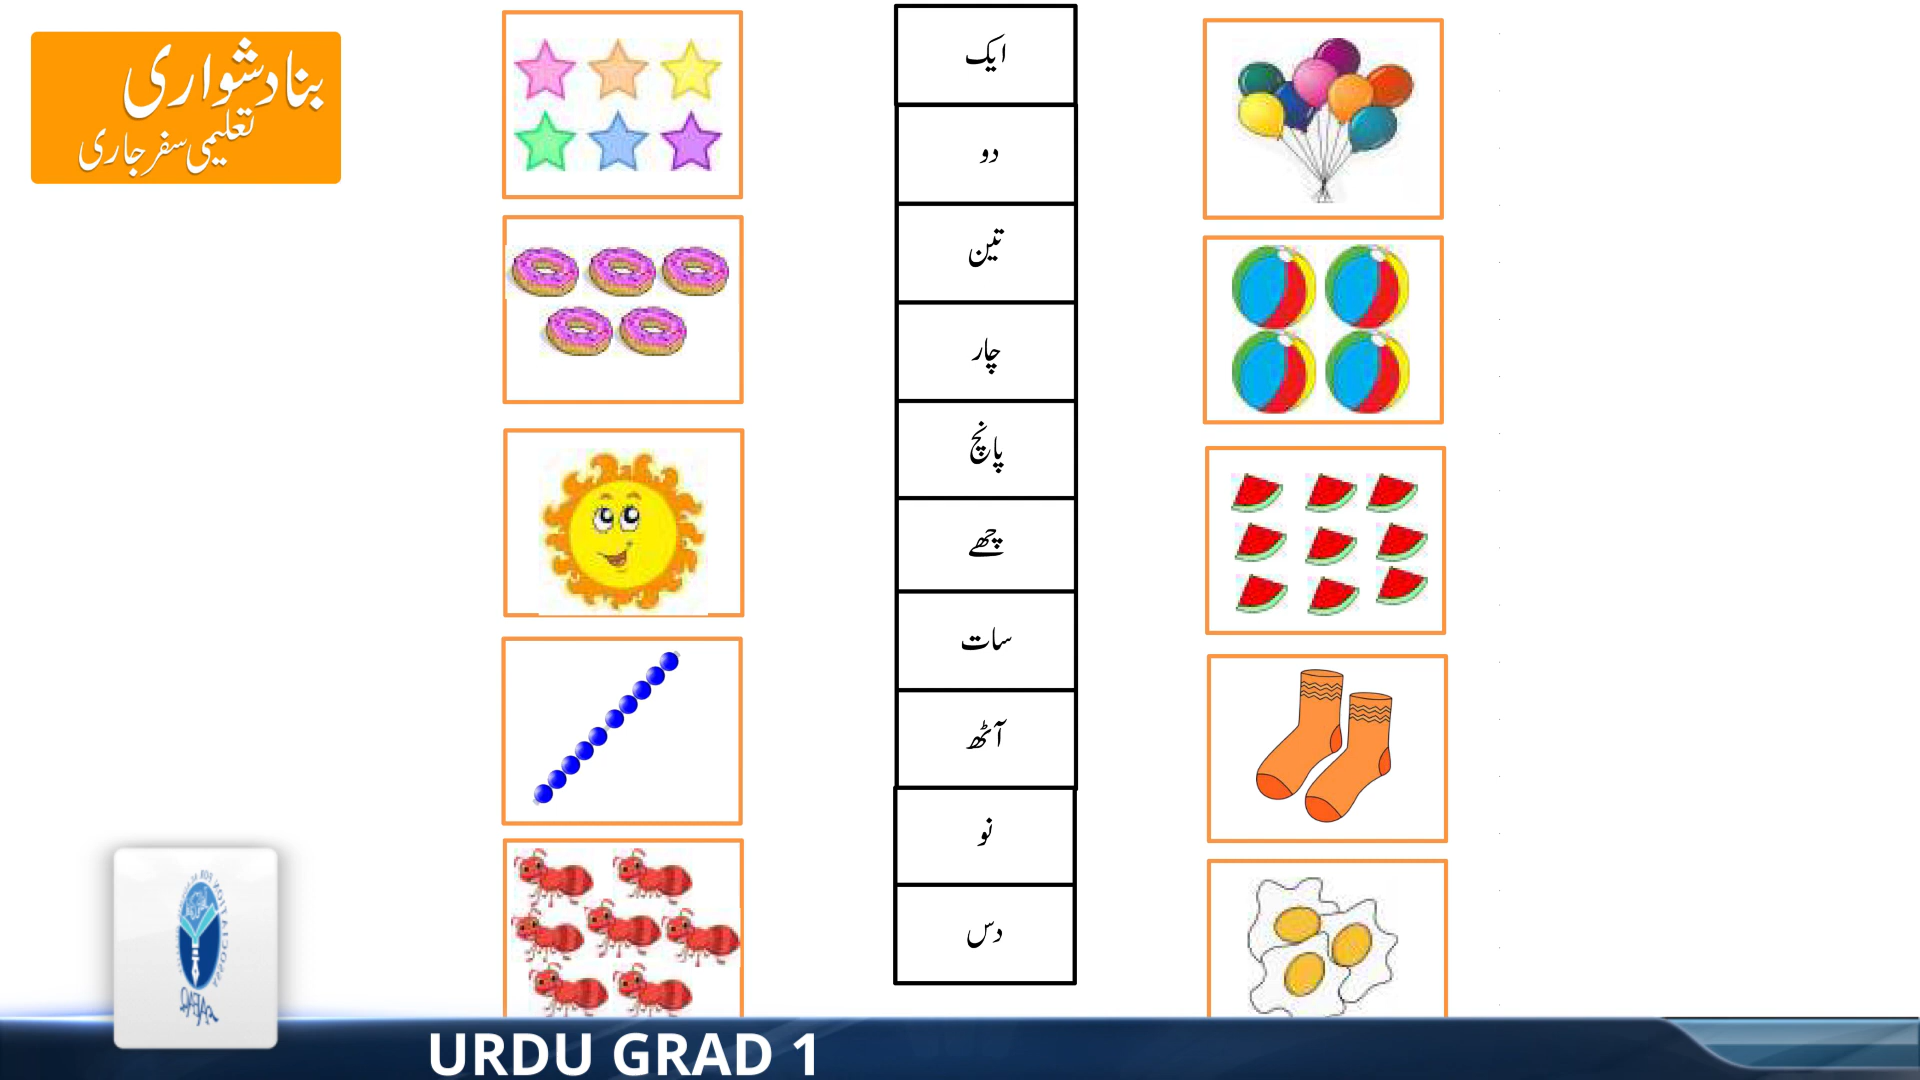 بنا دشواری
تعلیمی سفر جاری
ایک
دو
تین
چار
پانچ
چھے
سات
آٹھ
نو
دس
URDU GRAD 1